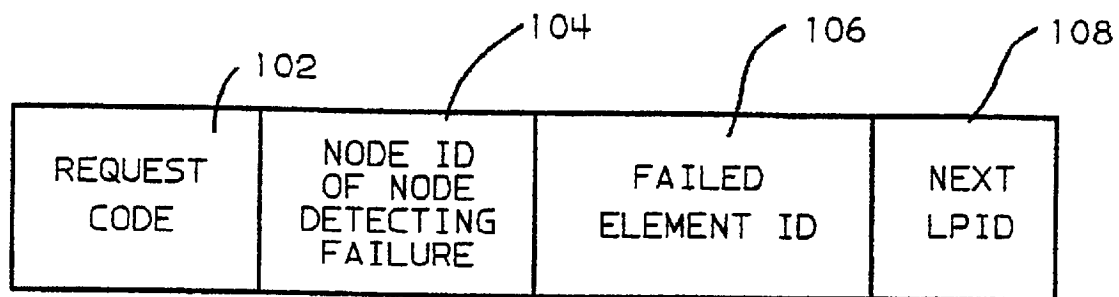 102
104
106
108
REQUEST
CODE
NODE ID
OF NODE
DETECTING
FAILURE
FAILED
ELEMENT ID
NEXT
LPID